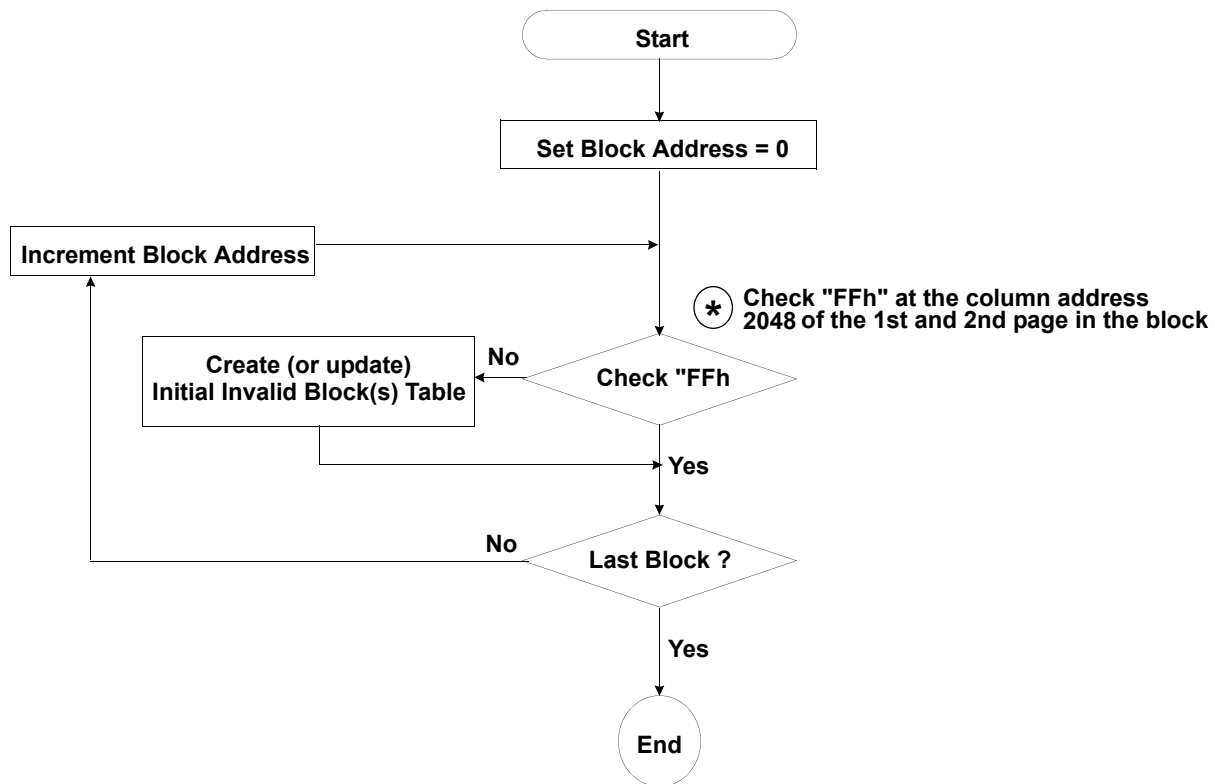 Start
Set Block Address = 0
Increment Block Address
* Check "FFh" at the column address
2048 of the 1st and 2nd page in the block
Create (or update)
Initial Invalid Block(s) Table
No
Check "FFh
Yes
No
Last Block ?
Yes
End